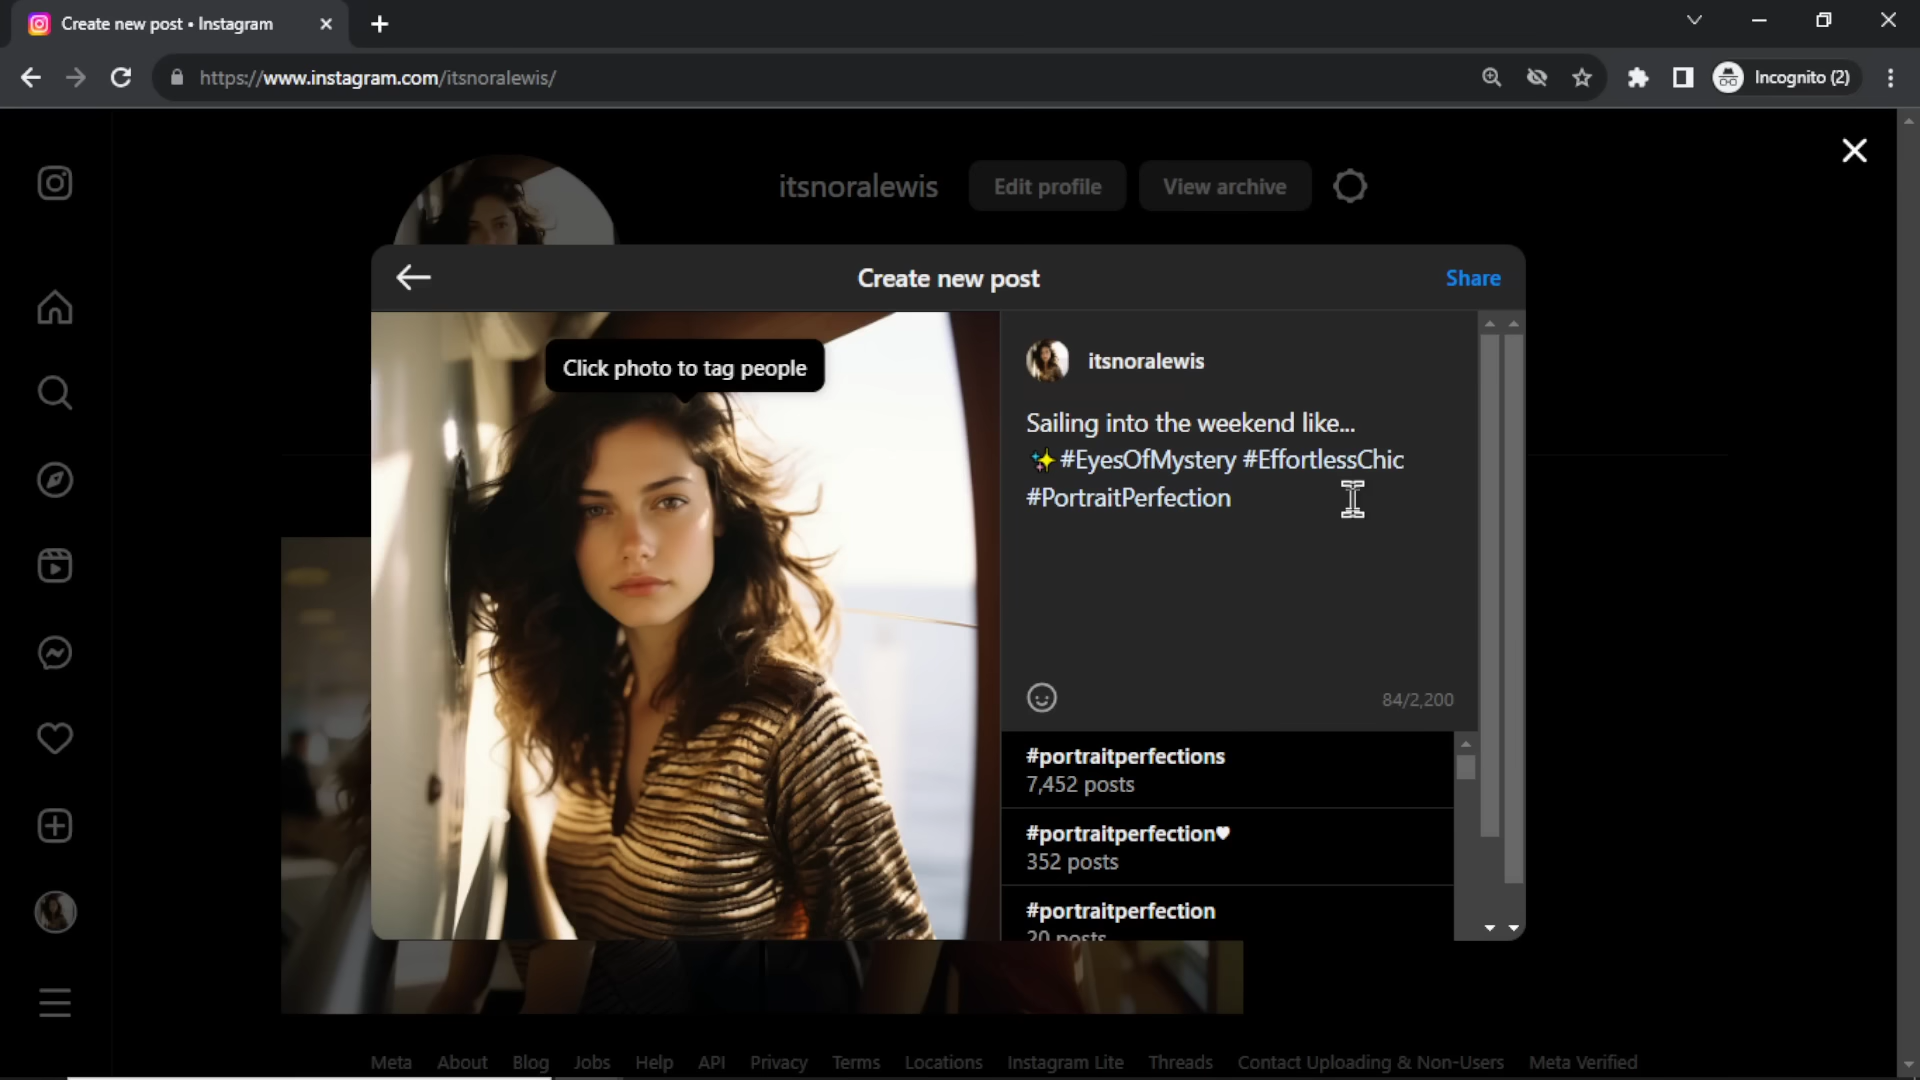 Create new post • Instagram
https://www.instagram.com/itsnoralewis/
Incognito (2)
itsnoralewis
Edit profile
View archive
Create new post
Share
Click photo to tag people
itsnoralewis
Sailing into the weekend like...
✨#EyesOfMystery #EffortlessChic
#PortraitPerfection
84/2,200
#portraitperfections
7,452 posts
#portraitperfection♥
352 posts
#portraitperfection
20 posts
Meta About Blog Jobs Help API Privacy Terms Locations Instagram Lite Threads Contact Uploading & Non-Users Meta Verified